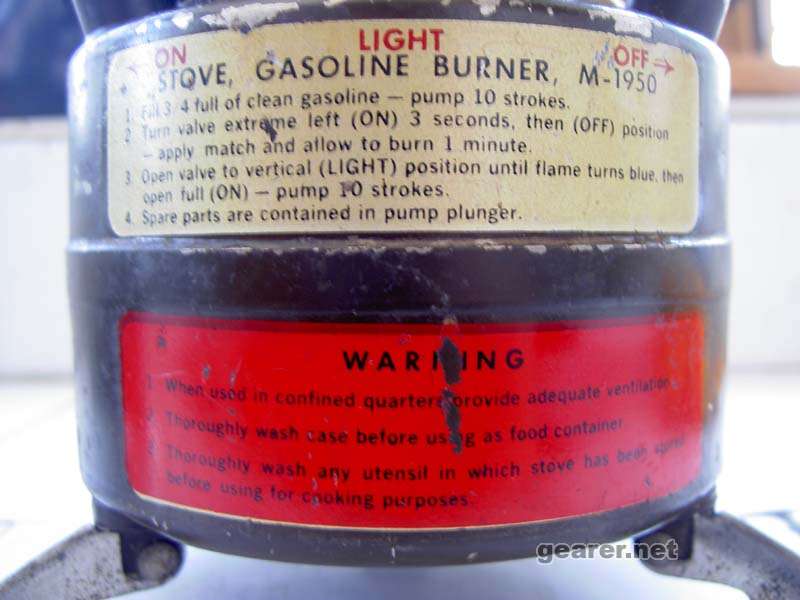 ← ON LIGHT OFF →
STOVE, GASOLINE BURNER, M-1950
1. Fill 3/4 full of clean gasoline — pump 10 strokes.
2 Turn valve extreme left (ON) 3 seconds, then (OFF) position
— apply match and allow to burn 1 minute.
3 Open valve to vertical (LIGHT) position until flame turns blue, then
open full (ON) — pump 10 strokes.
4. Spare parts are contained in pump plunger.
WARNING
1. When used in confined quarters provide adequate ventilation.
2. Thoroughly wash case before using as food container.
3 Thoroughly wash any utensil in which stove has been
before using for cooking purposes.
gearer.net